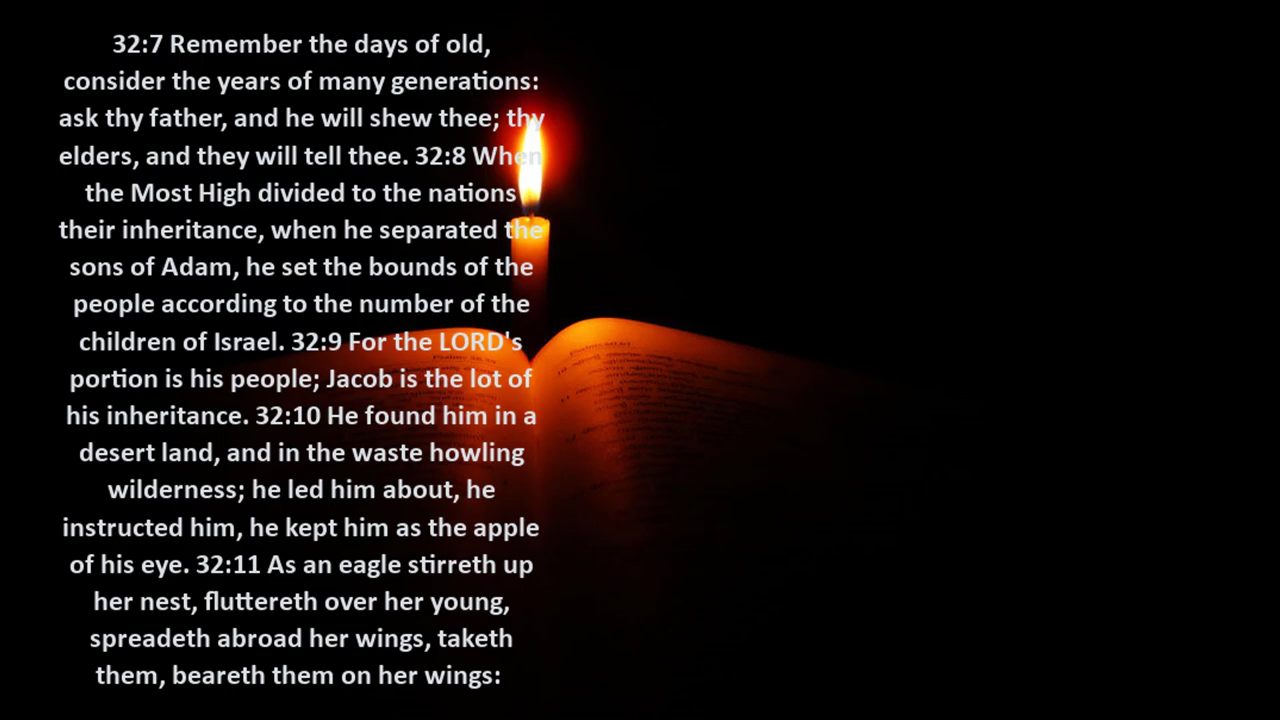 32:7 Remember the days of old,
consider the years of many generations:
ask thy father, and he will shew thee; thy
elders, and they will tell thee. 32:8 When
the Most High divided to the nations
their inheritance, when he separated the
sons of Adam, he set the bounds of the
people according to the number of the
children of Israel. 32:9 For the LORD's
portion is his people; Jacob is the lot of
his inheritance. 32:10 He found him in a
desert land, and in the waste howling
wilderness; he led him about, he
instructed him, he kept him as the apple
of his eye. 32:11 As an eagle stirreth up
her nest, fluttereth over her young,
spreadeth abroad her wings, taketh
them, beareth them on her wings: